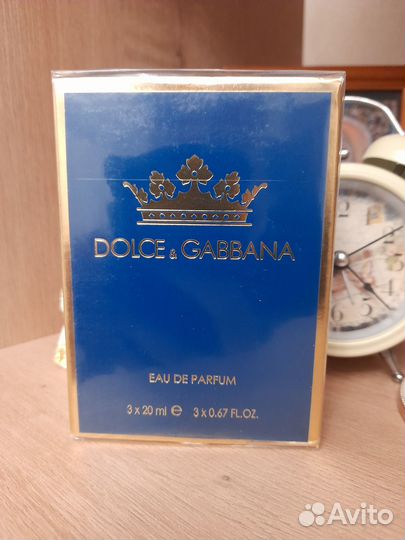 DOLCE & GABBANA
EAU DE PARFUM
3 x 20 ml ℮ 3 x 0.67 FL.OZ.
Avito